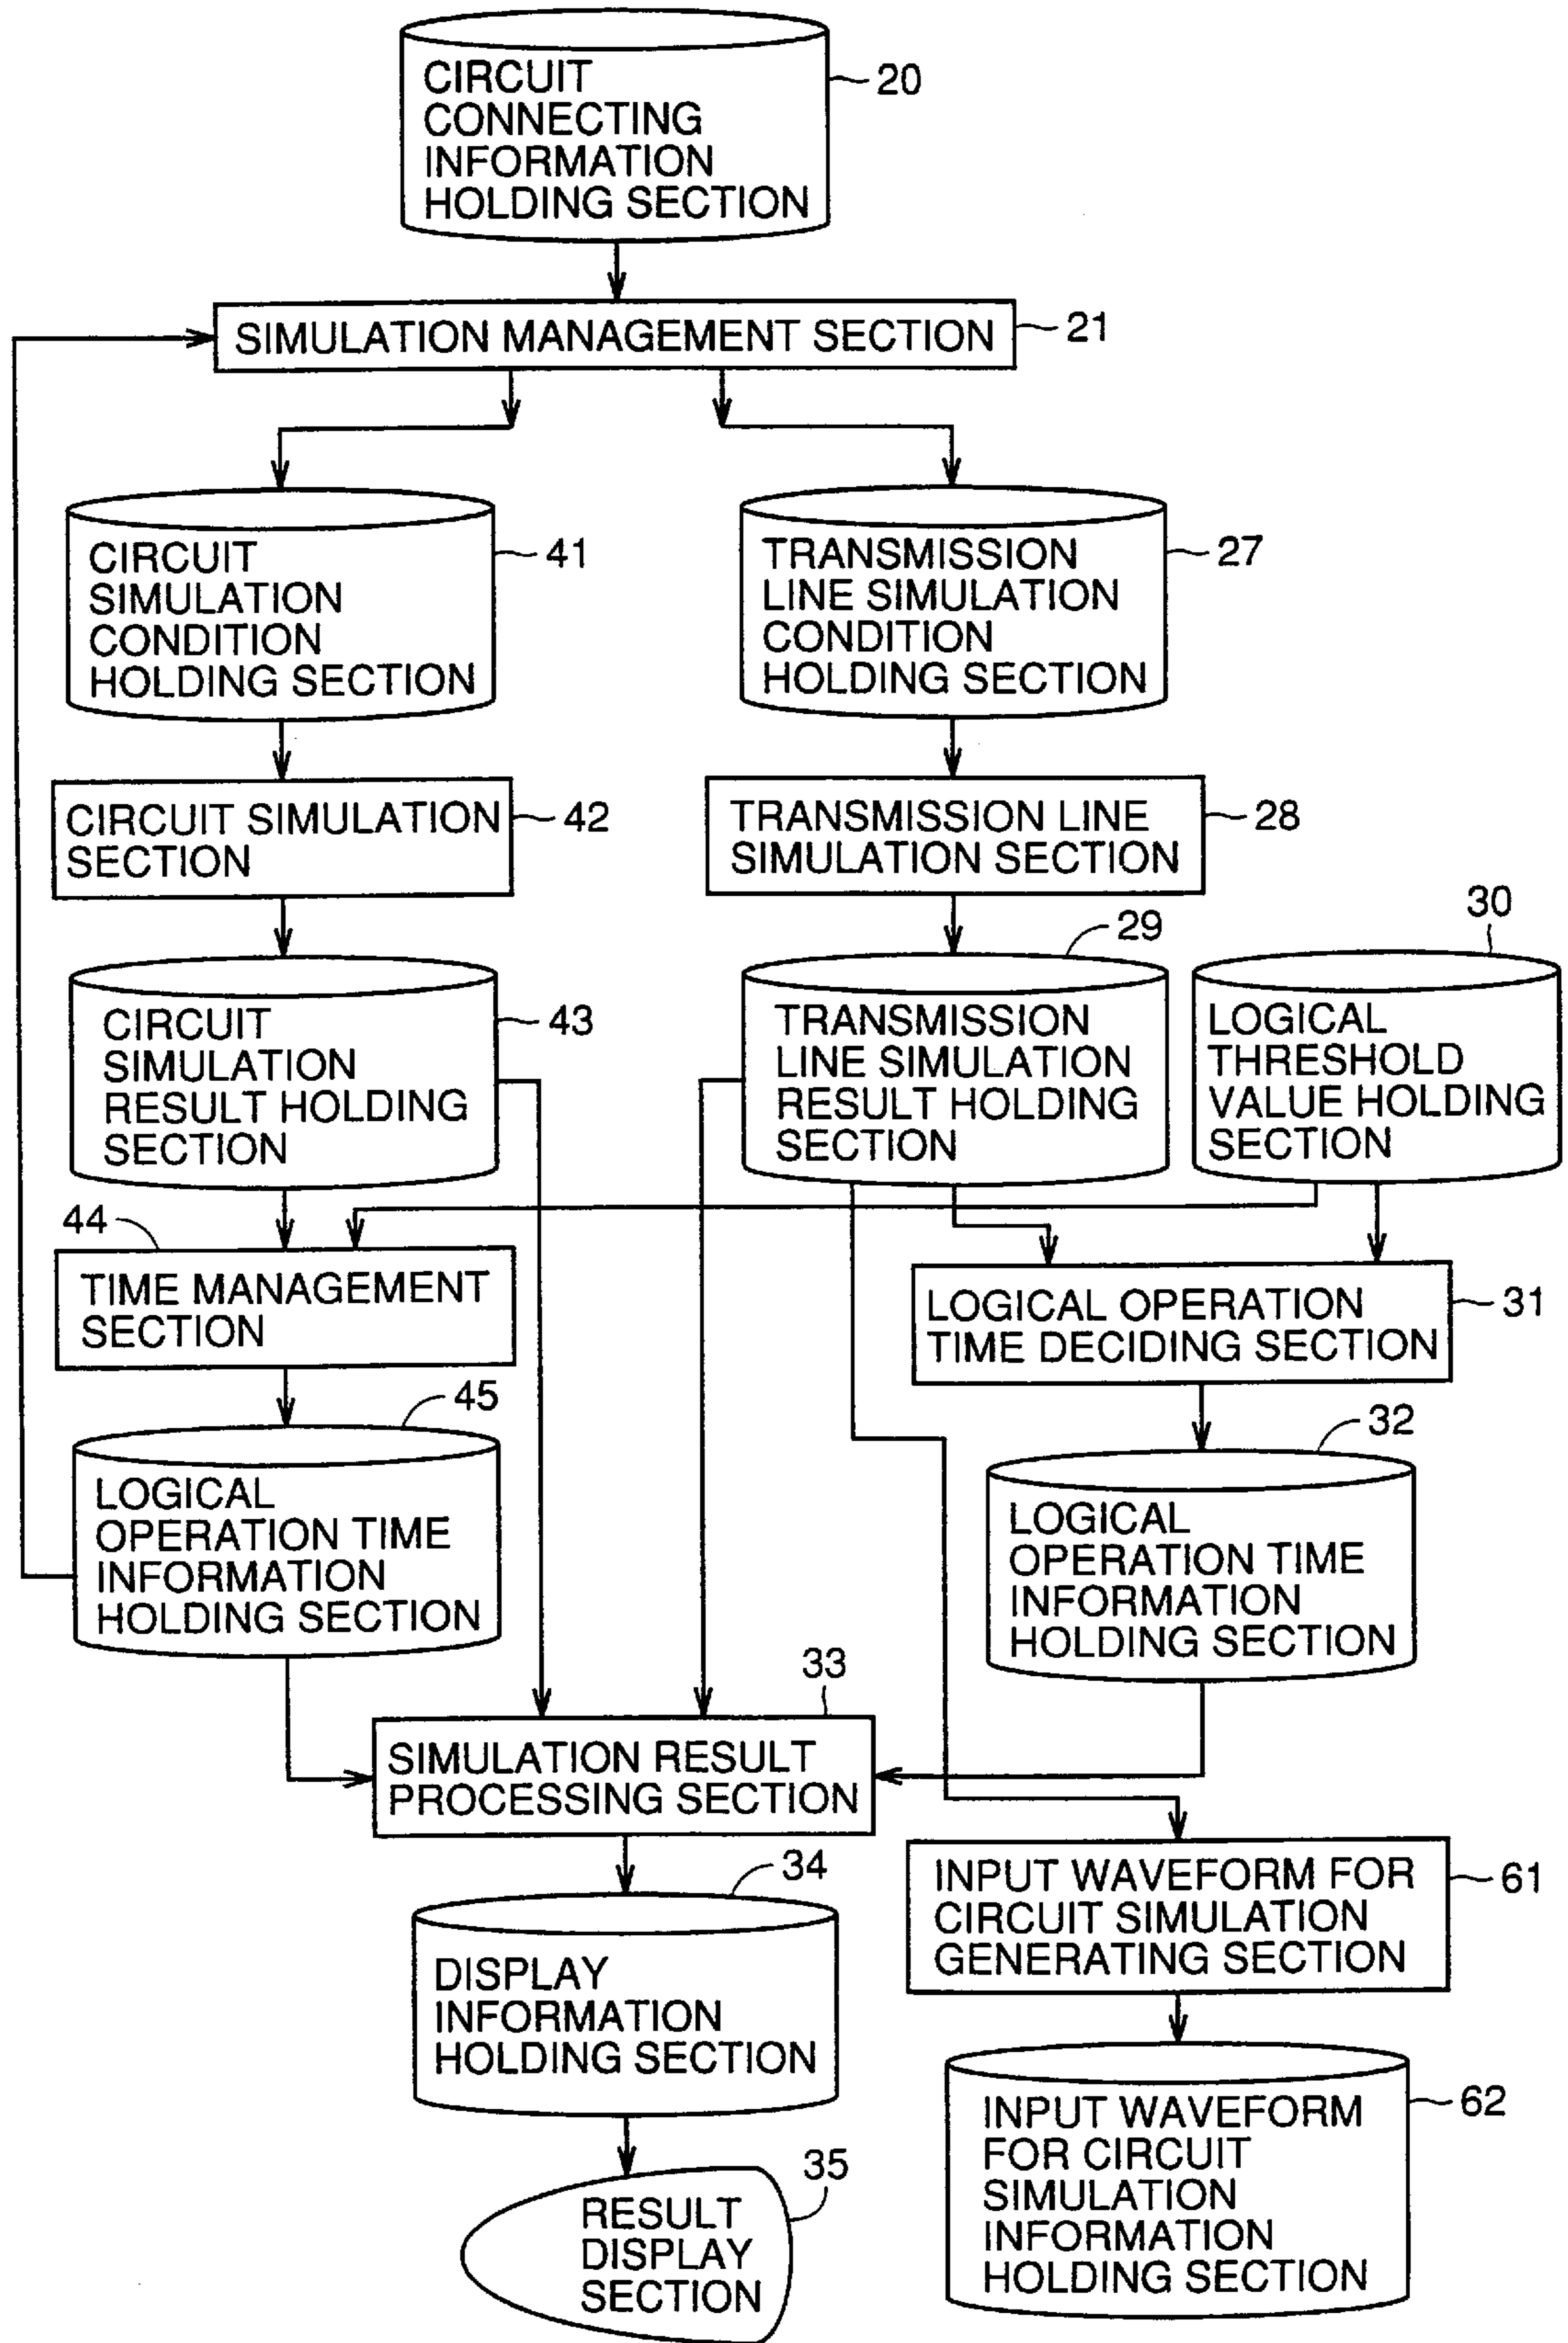 CIRCUIT
CONNECTING
INFORMATION
HOLDING SECTION
20
SIMULATION MANAGEMENT SECTION
21
CIRCUIT
SIMULATION
CONDITION
HOLDING SECTION
41
TRANSMISSION
LINE SIMULATION
CONDITION
HOLDING SECTION
27
CIRCUIT SIMULATION
SECTION
42
TRANSMISSION LINE
SIMULATION SECTION
28
CIRCUIT
SIMULATION
RESULT HOLDING
SECTION
43
29
TRANSMISSION
LINE SIMULATION
RESULT HOLDING
SECTION
30
LOGICAL
THRESHOLD
VALUE HOLDING
SECTION
44
TIME MANAGEMENT
SECTION
LOGICAL OPERATION
TIME DECIDING SECTION
31
45
LOGICAL
OPERATION TIME
INFORMATION
HOLDING SECTION
32
LOGICAL
OPERATION TIME
INFORMATION
HOLDING SECTION
33
SIMULATION RESULT
PROCESSING SECTION
34
DISPLAY
INFORMATION
HOLDING SECTION
INPUT WAVEFORM FOR
CIRCUIT SIMULATION
GENERATING SECTION
61
35
RESULT
DISPLAY
SECTION
INPUT WAVEFORM
FOR CIRCUIT
SIMULATION
INFORMATION
HOLDING SECTION
62